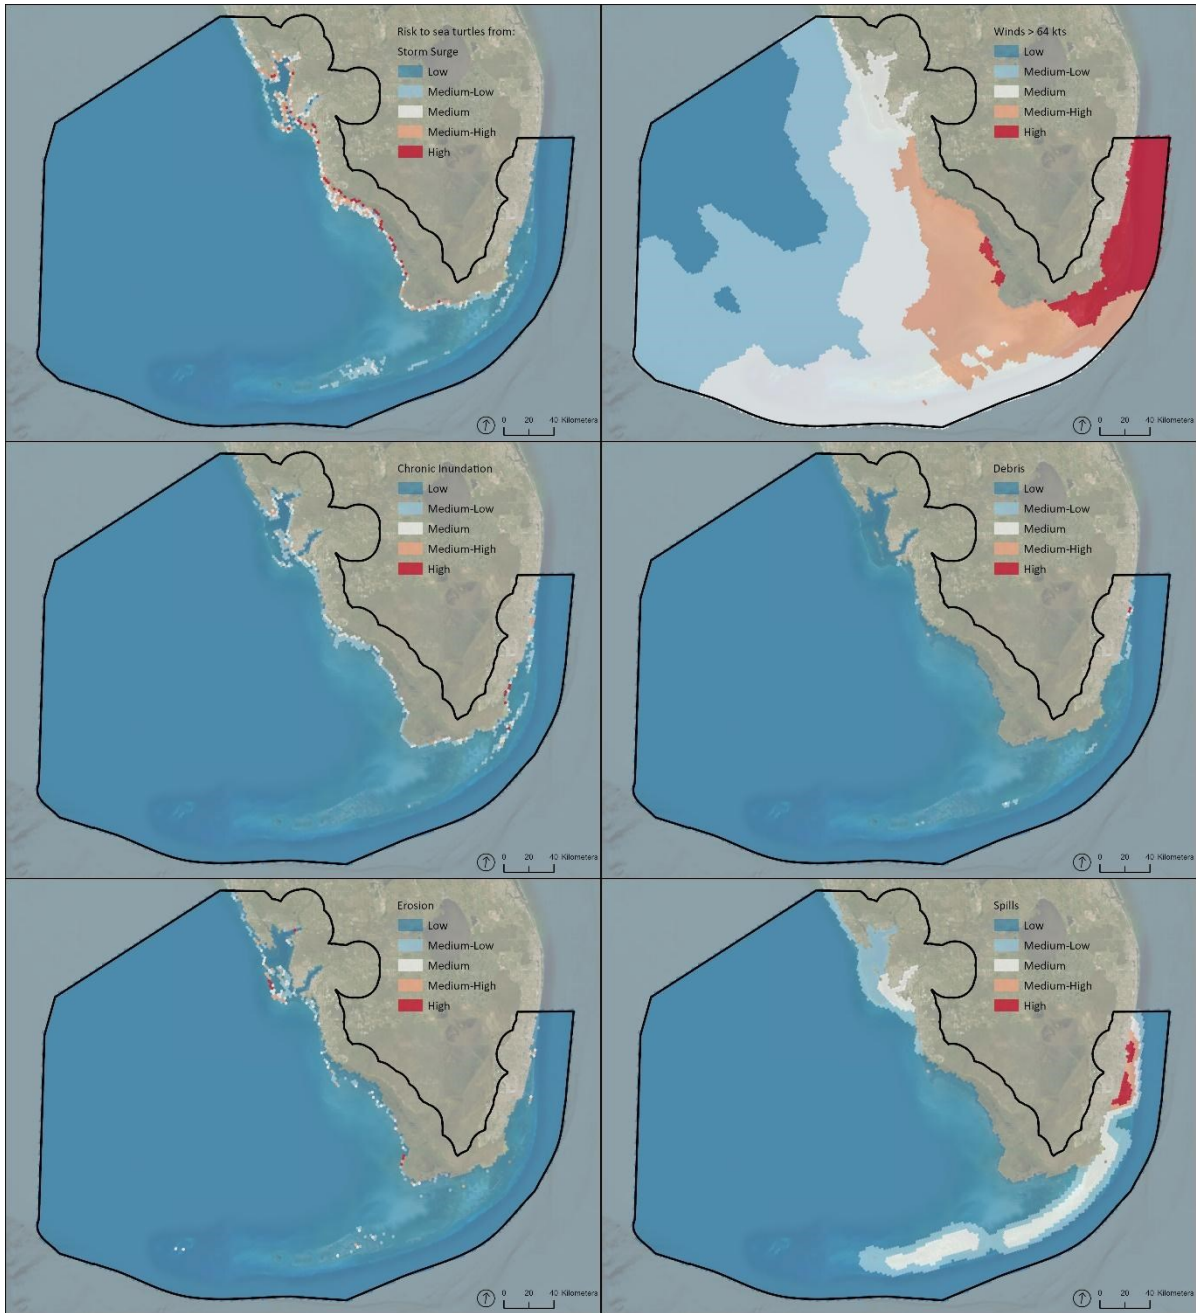 Risk to sea turtles from:
Storm Surge
Low
Medium-Low
Medium
Medium-High
High
0 20 40 Kilometers
Winds > 64 kts
Low
Medium-Low
Medium
Medium-High
High
0 20 40 Kilometers
Chronic Inundation
Low
Medium-Low
Medium
Medium-High
High
0 20 40 Kilometers
Debris
Low
Medium-Low
Medium
Medium-High
High
0 20 40 Kilometers
Erosion
Low
Medium-Low
Medium
Medium-High
High
0 20 40 Kilometers
Spills
Low
Medium-Low
Medium
Medium-High
High
0 20 40 Kilometers